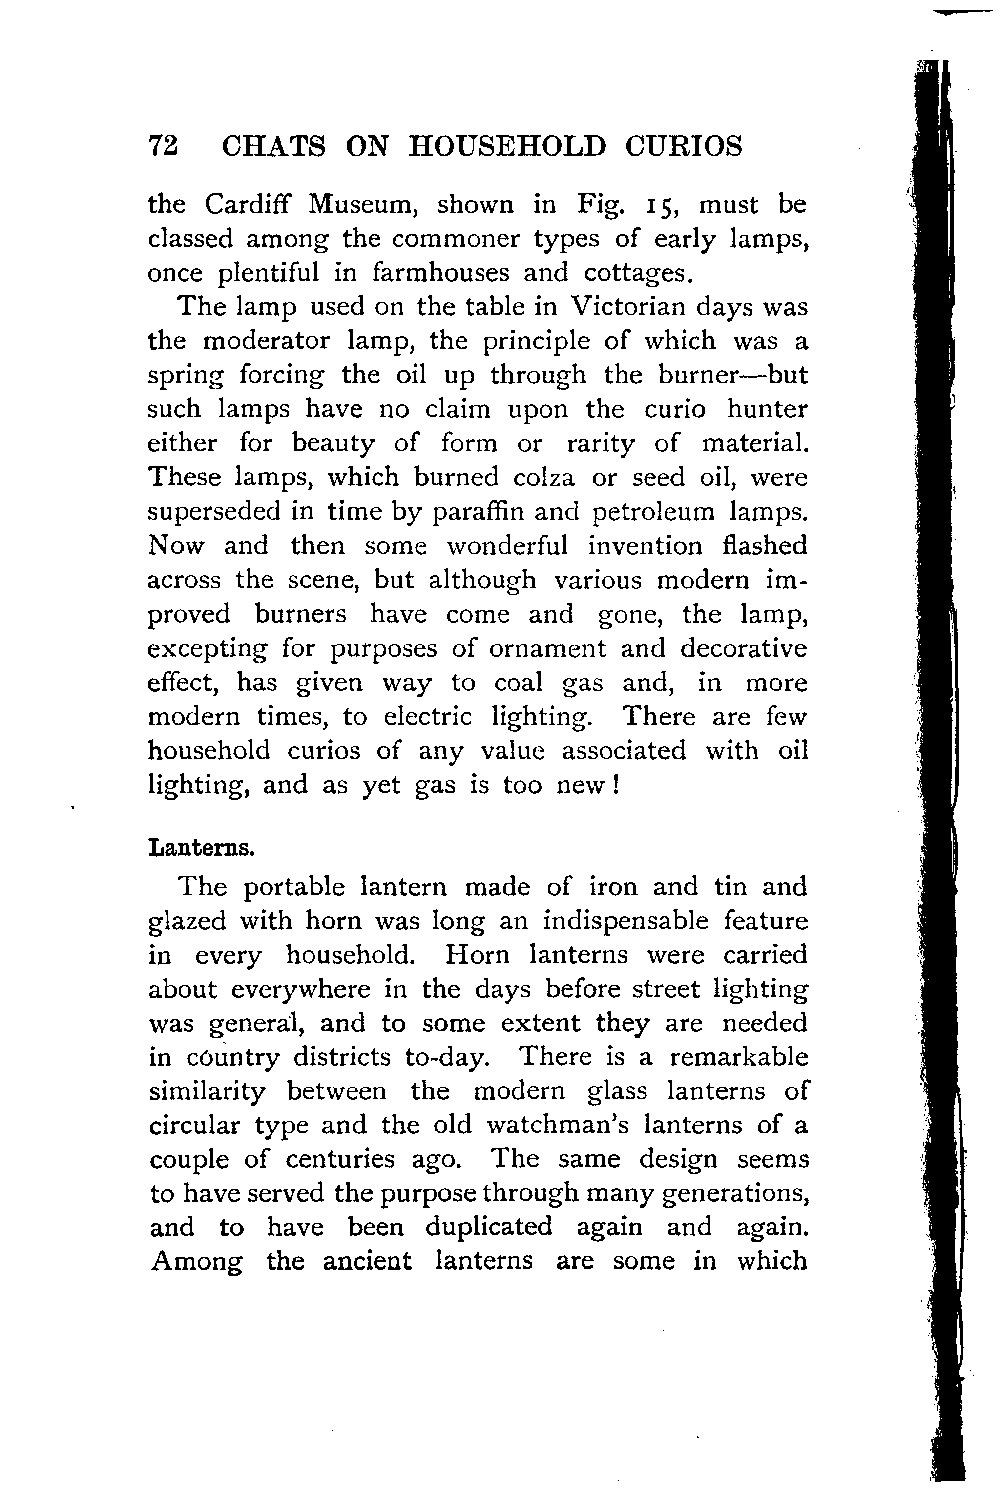 72 CHATS ON HOUSEHOLD CURIOS
the Cardiff Museum, shown in Fig. 15, must be
classed among the commoner types of early lamps,
once plentiful in farmhouses and cottages.
The lamp used on the table in Victorian days was
the moderator lamp, the principle of which was a
spring forcing the oil up through the burner—but
such lamps have no claim upon the curio hunter
either for beauty of form or rarity of material.
These lamps, which burned colza or seed oil, were
superseded in time by paraffin and petroleum lamps.
Now and then some wonderful invention flashed
across the scene, but although various modern im-
proved burners have come and gone, the lamp,
excepting for purposes of ornament and decorative
effect, has given way to coal gas and, in more
modern times, to electric lighting. There are few
household curios of any value associated with oil
lighting, and as yet gas is too new!
Lanterns.
The portable lantern made of iron and tin and
glazed with horn was long an indispensable feature
in every household. Horn lanterns were carried
about everywhere in the days before street lighting
was general, and to some extent they are needed
in country districts to-day. There is a remarkable
similarity between the modern glass lanterns of
circular type and the old watchman's lanterns of a
couple of centuries ago. The same design seems
to have served the purpose through many generations,
and to have been duplicated again and again.
Among the ancient lanterns are some in which